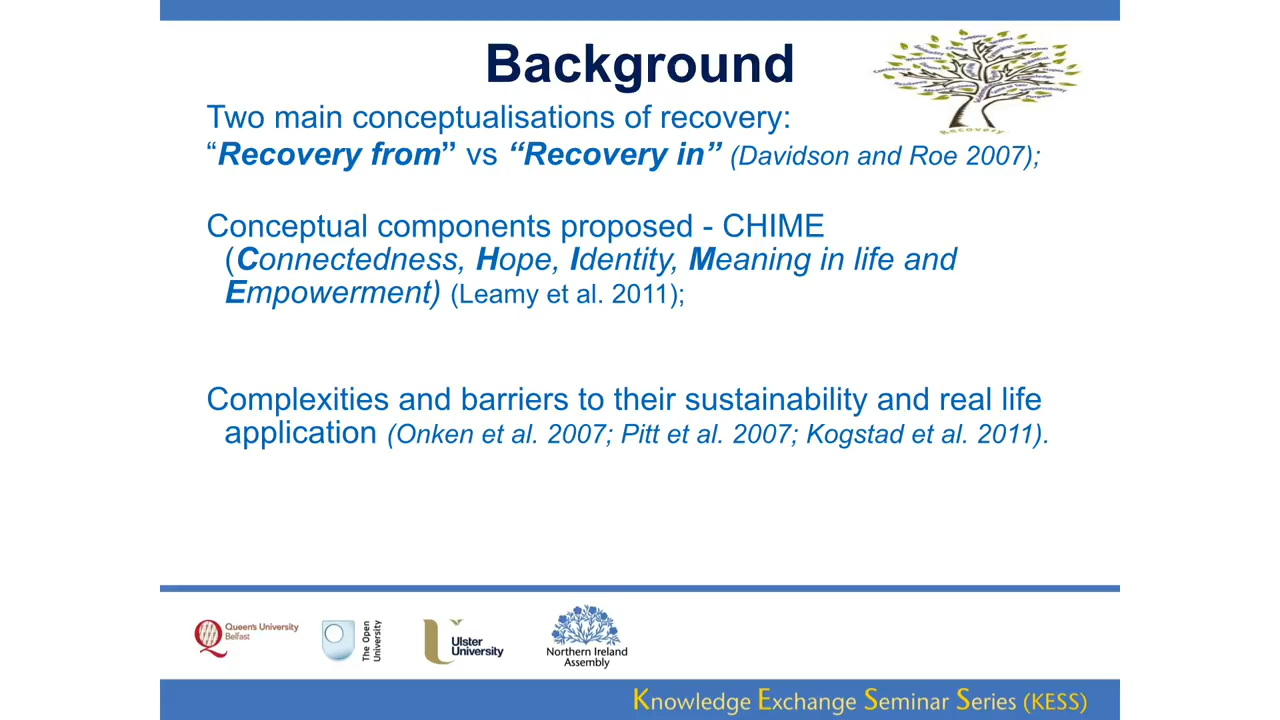 Background
Two main conceptualisations of recovery:
“Recovery from” vs “Recovery in” (Davidson and Roe 2007);
Conceptual components proposed - CHIME
(Connectedness, Hope, Identity, Meaning in life and
Empowerment) (Leamy et al. 2011);
Complexities and barriers to their sustainability and real life
application (Onken et al. 2007; Pitt et al. 2007; Kogstad et al. 2011).
Recovery
Queen's University
Belfast
The Open
University
Ulster
University
Northern Ireland
Assembly
Knowledge Exchange Seminar Series (KESS)